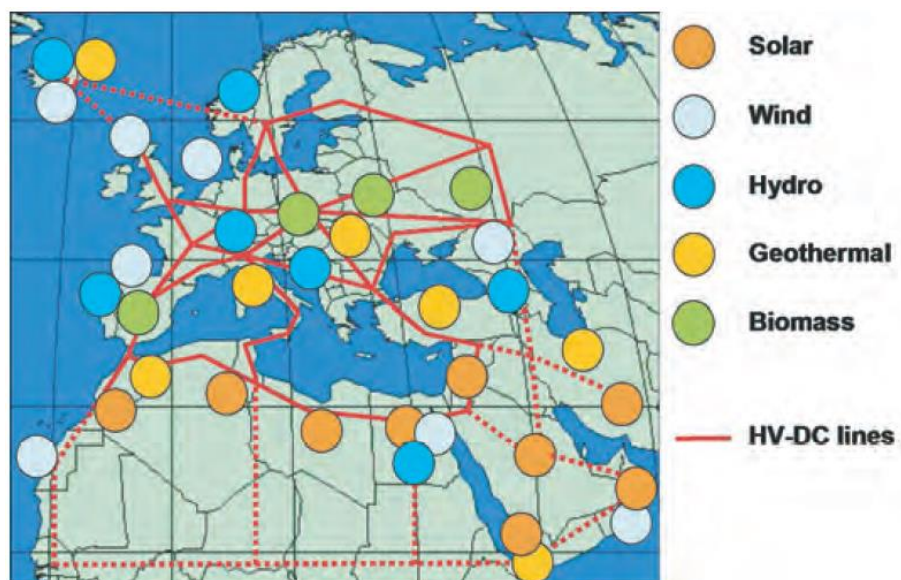 Solar
Wind
Hydro
Geothermal
Biomass
HV-DC lines